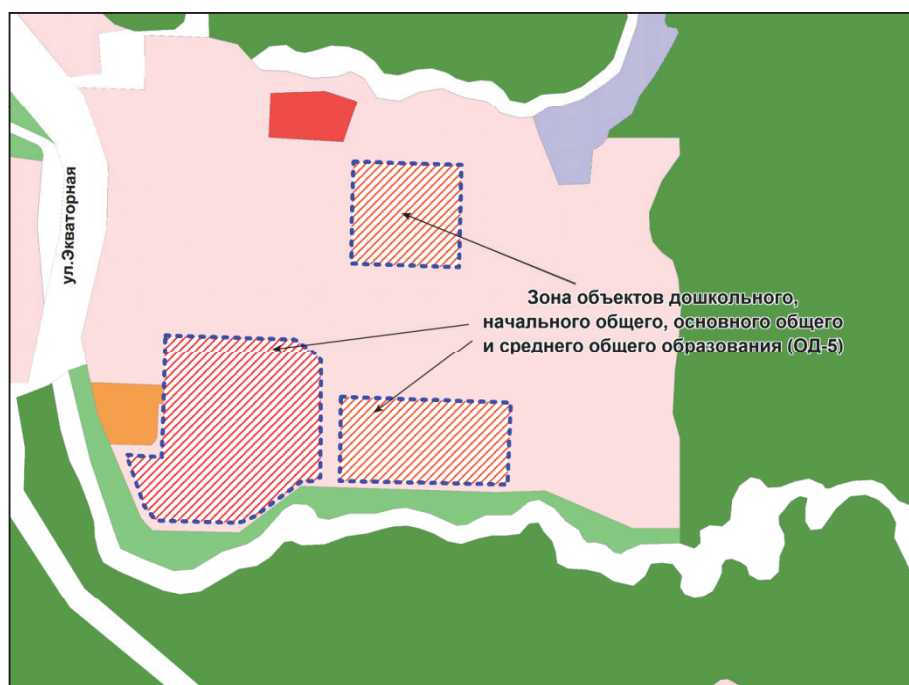 ул.Экваторная
Зона объектов дошкольного,
начального общего, основного общего
и среднего общего образования (ОД-5)